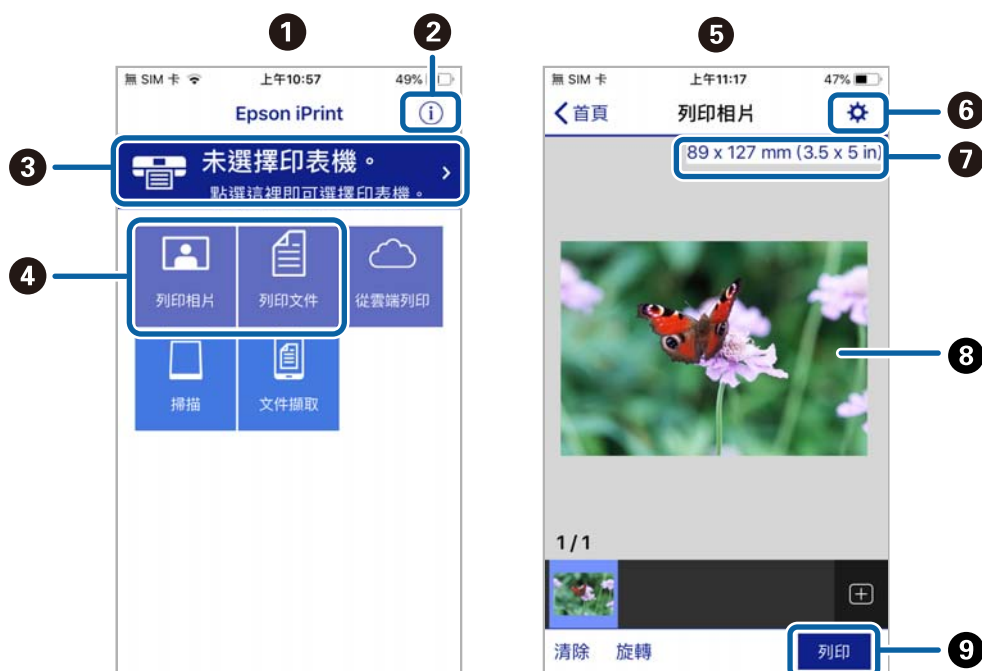 1
2
無 SIM 卡 上午10:57 49%
Epson iPrint
3
未選擇印表機。
點選這裡即可選擇印表機。
4
列印相片 列印文件 從雲端列印
掃描 文件擷取
5
無 SIM 卡 上午11:17 47%
首頁 列印相片
6
89 x 127 mm (3.5 x 5 in)
7
8
1/1
清除 旋轉 列印
9